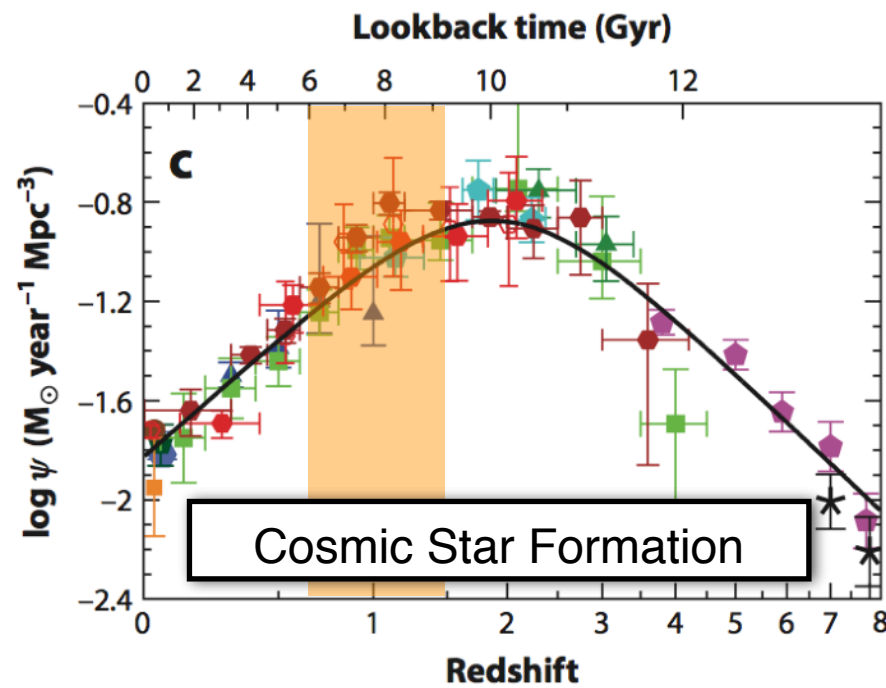 Lookback time (Gyr)
0 2 4 6 8 10 12
−0.4
c
−0.8
−1.2
−1.6
−2
−2.4
log ψ (M⊙ year−1 Mpc−3)
Cosmic Star Formation
0 1 2 3 4 5 6 7 8
Redshift